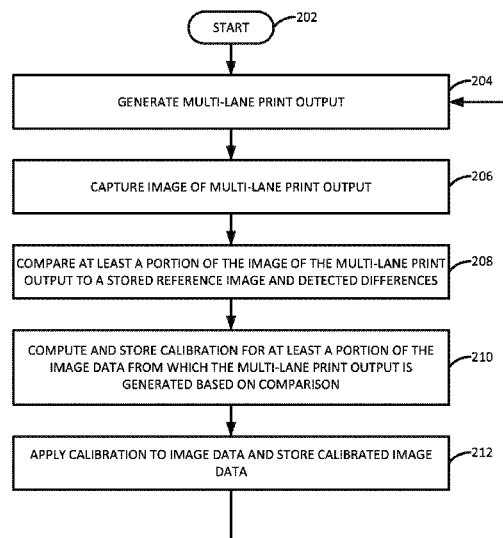 START
202
GENERATE MULTI-LANE PRINT OUTPUT
204
CAPTURE IMAGE OF MULTI-LANE PRINT OUTPUT
206
COMPARE AT LEAST A PORTION OF THE IMAGE OF THE MULTI-LANE PRINT
OUTPUT TO A STORED REFERENCE IMAGE AND DETECTED DIFFERENCES
208
COMPUTE AND STORE CALIBRATION FOR AT LEAST A PORTION OF THE
IMAGE DATA FROM WHICH THE MULTI-LANE PRINT OUTPUT IS
GENERATED BASED ON COMPARISON
210
APPLY CALIBRATION TO IMAGE DATA AND STORE CALIBRATED IMAGE
DATA
212